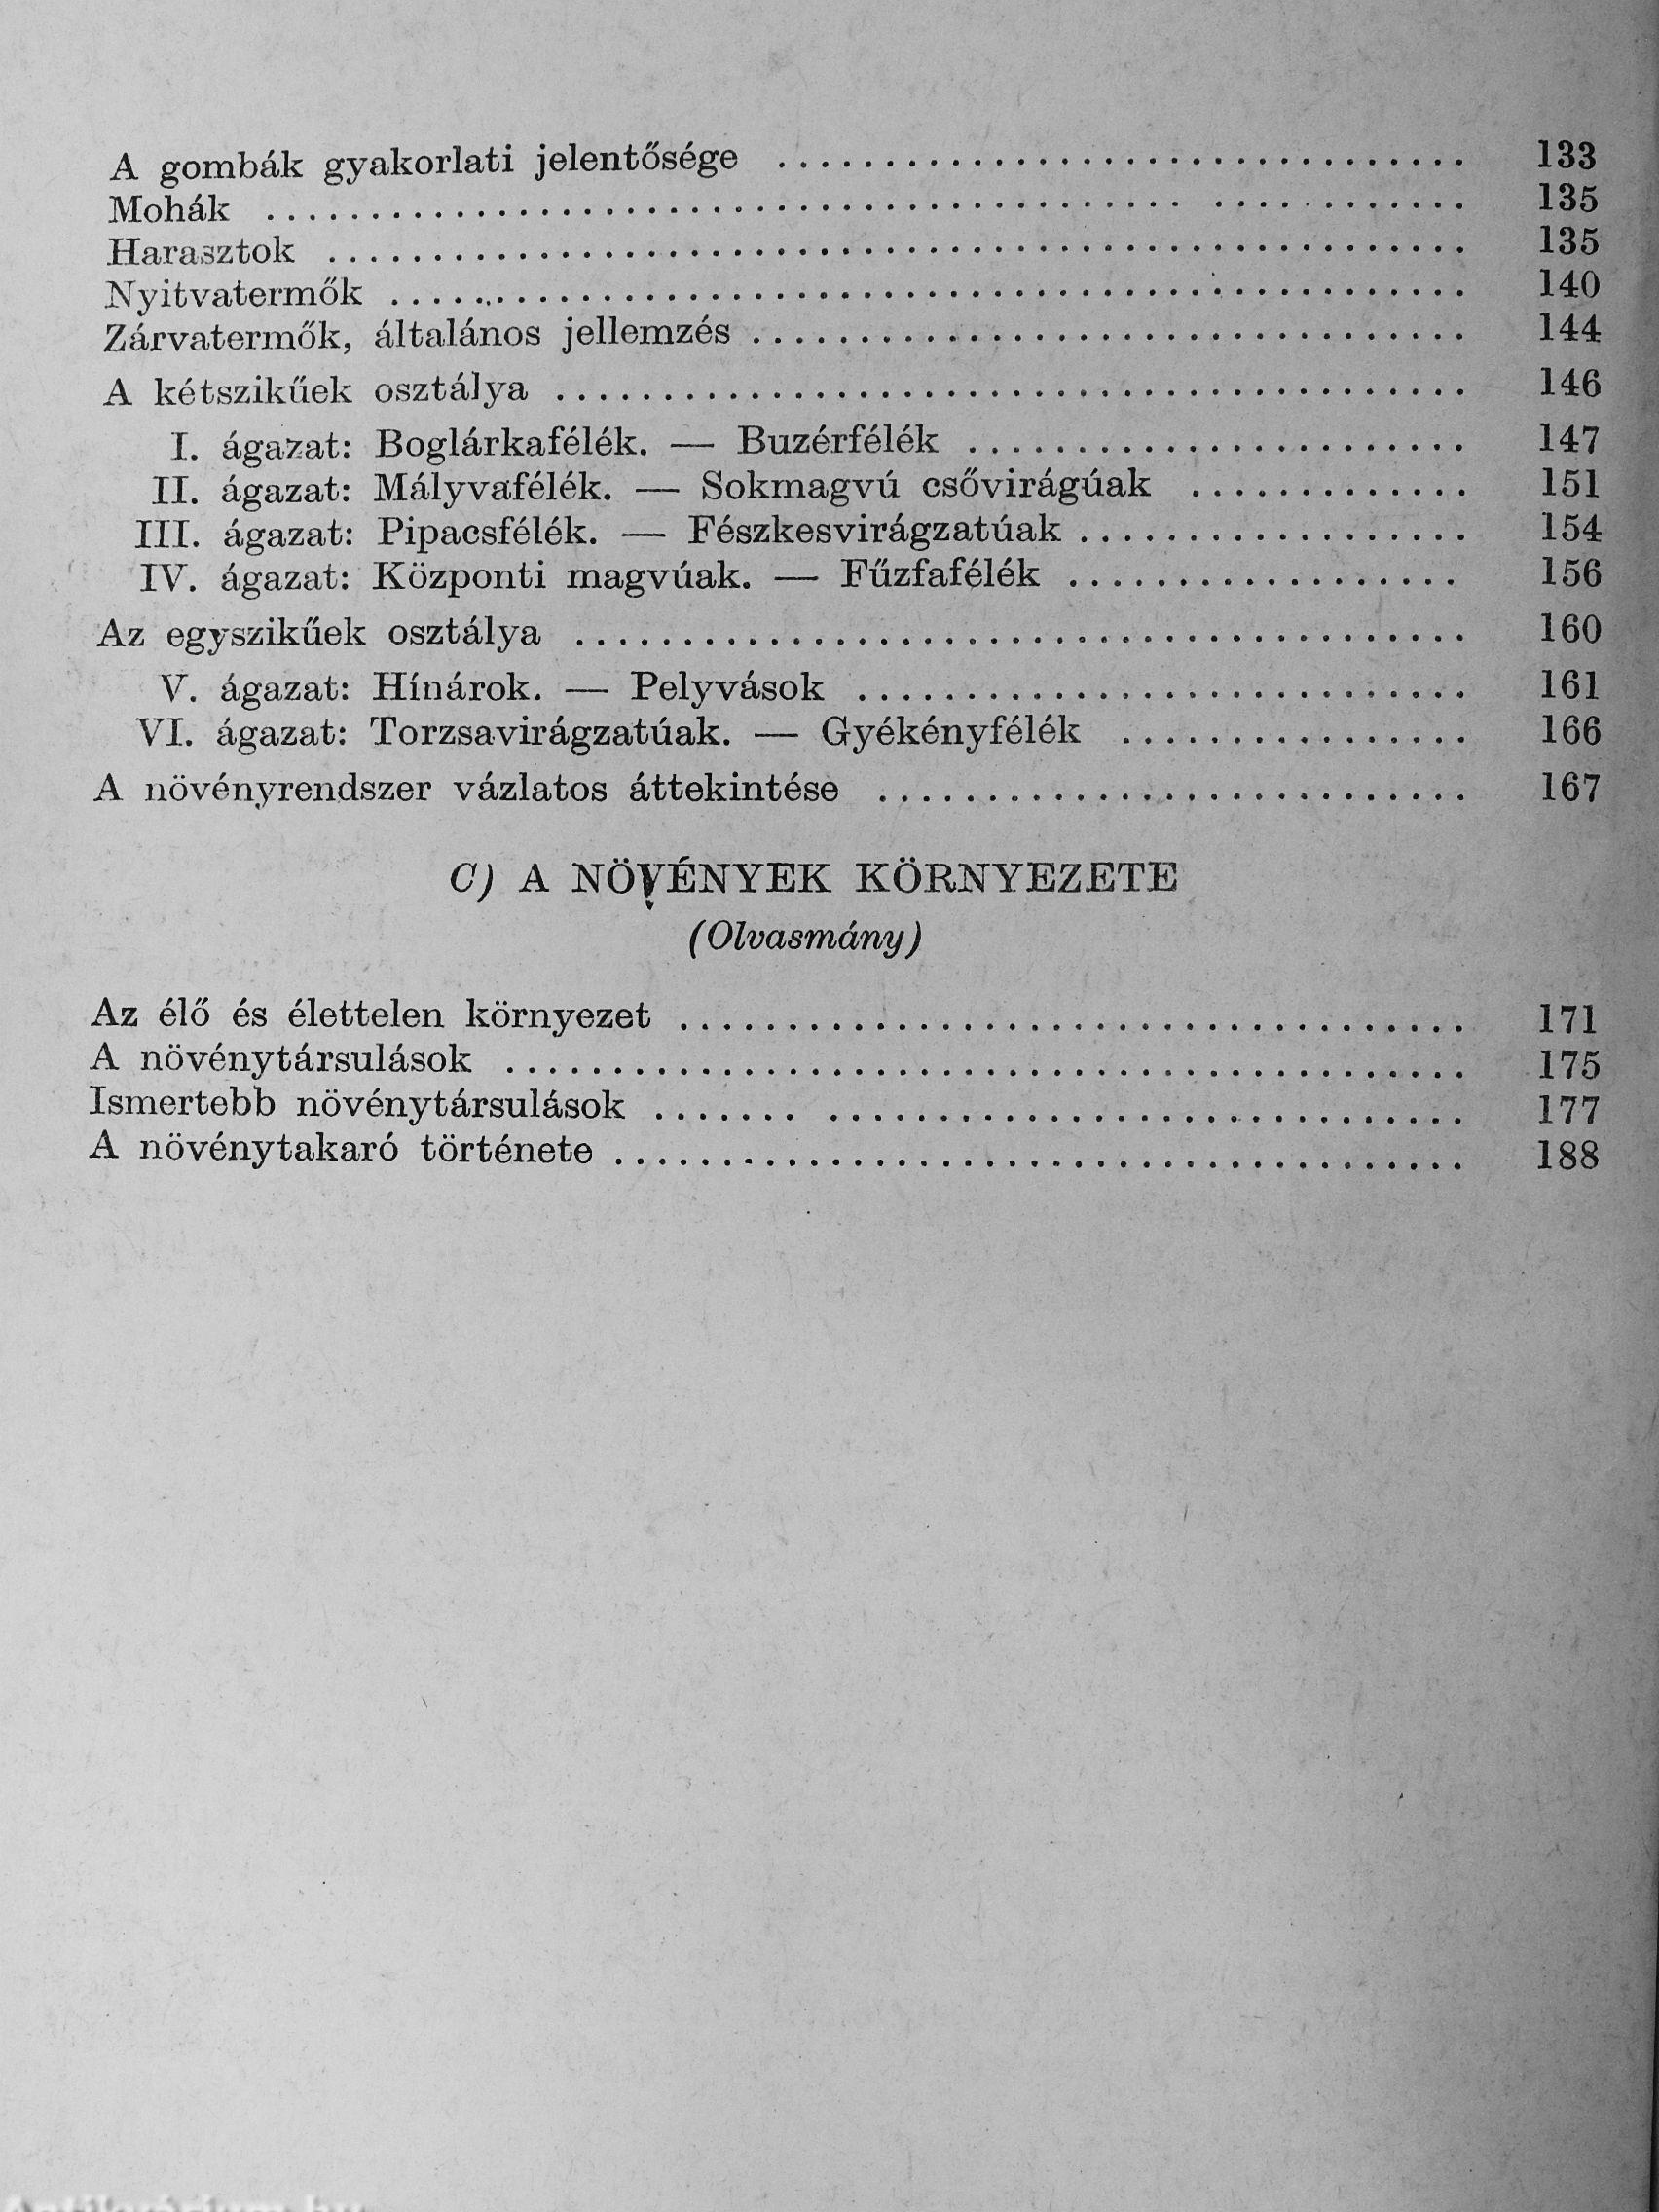 A gombák gyakorlati jelentősége ................................ 133
Mohák ........................................................ 135
Harasztok ..................................................... 135
Nyitvatermők .................................................. 140
Zárvatermők, általános jellemzés ................................. 144
A kétszikűek osztálya .......................................... 146
I. ágazat: Boglárkafélék. — Buzérfélék ....................... 147
II. ágazat: Mályvafélék. — Sokmagvú csővirágúak ............. 151
III. ágazat: Pipacsfélék. — Fészkesvirágzatúak .................. 154
IV. ágazat: Központi magvúak. — Fűzfafélék .................. 156
Az egyszikűek osztálya ......................................... 160
V. ágazat: Hínárok. — Pelyvások ............................ 161
VI. ágazat: Torzsavirágzatúak. — Gyékényfélék ................ 166
A növényrendszer vázlatos áttekintése ........................... 167
C) A NÖVÉNYEK KÖRNYEZETE
(Olvasmány)
Az élő és élettelen környezet .................................... 171
A növénytársulások ............................................ 175
Ismertebb növénytársulások ..................................... 177
A növénytakaró története ....................................... 188